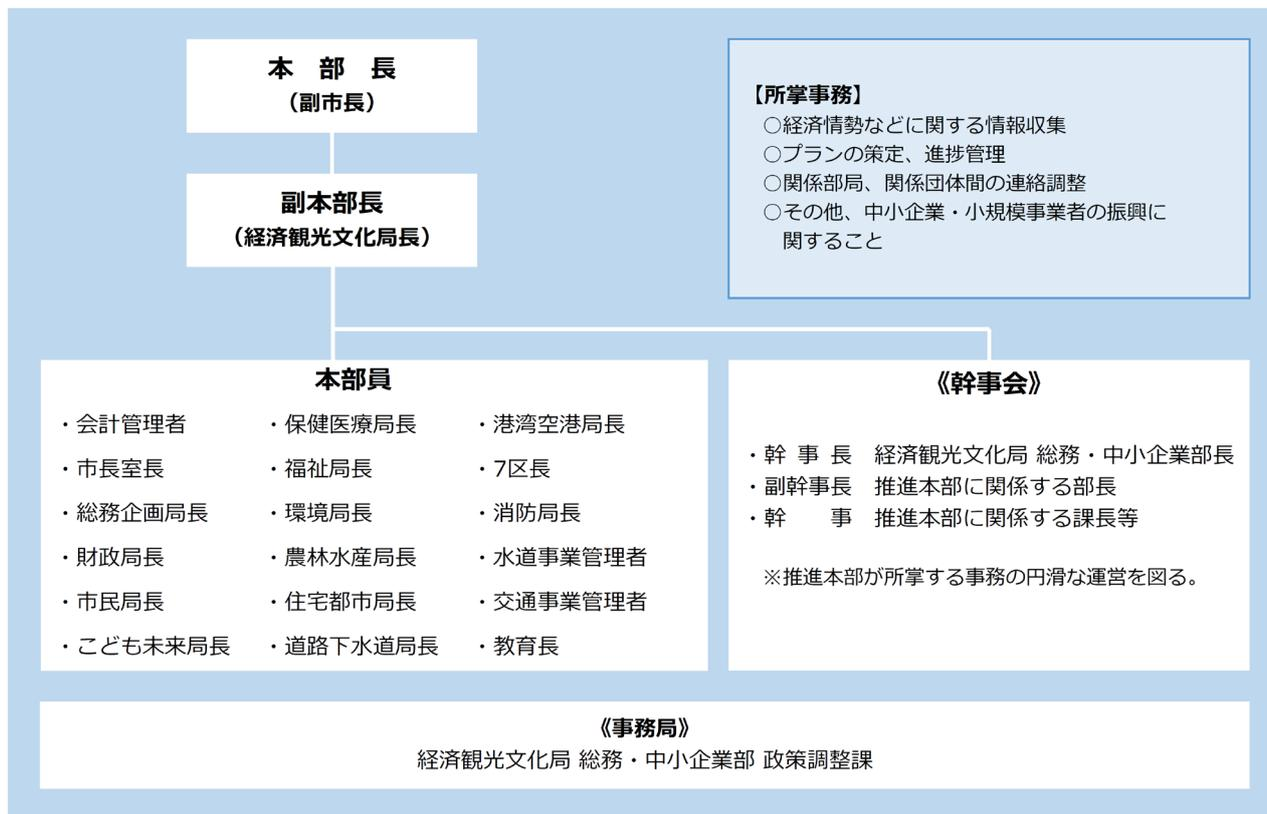 本　部　長
（副市長）
副本部長
（経済観光文化局長）
【所掌事務】
○経済情勢などに関する情報収集
○プランの策定、進捗管理
○関係部局、関係団体間の連絡調整
○その他、中小企業・小規模事業者の振興に
関すること
本部員
・会計管理者
・市長室長
・総務企画局長
・財政局長
・市民局長
・こども未来局長
・保健医療局長
・福祉局長
・環境局長
・農林水産局長
・住宅都市局長
・道路下水道局長
・港湾空港局長
・7区長
・消防局長
・水道事業管理者
・交通事業管理者
・教育長
《幹事会》
・幹 事 長　経済観光文化局 総務・中小企業部長
・副幹事長　推進本部に関係する部長
・幹　　事　推進本部に関係する課長等
※推進本部が所掌する事務の円滑な運営を図る。
《事務局》
経済観光文化局 総務・中小企業部 政策調整課